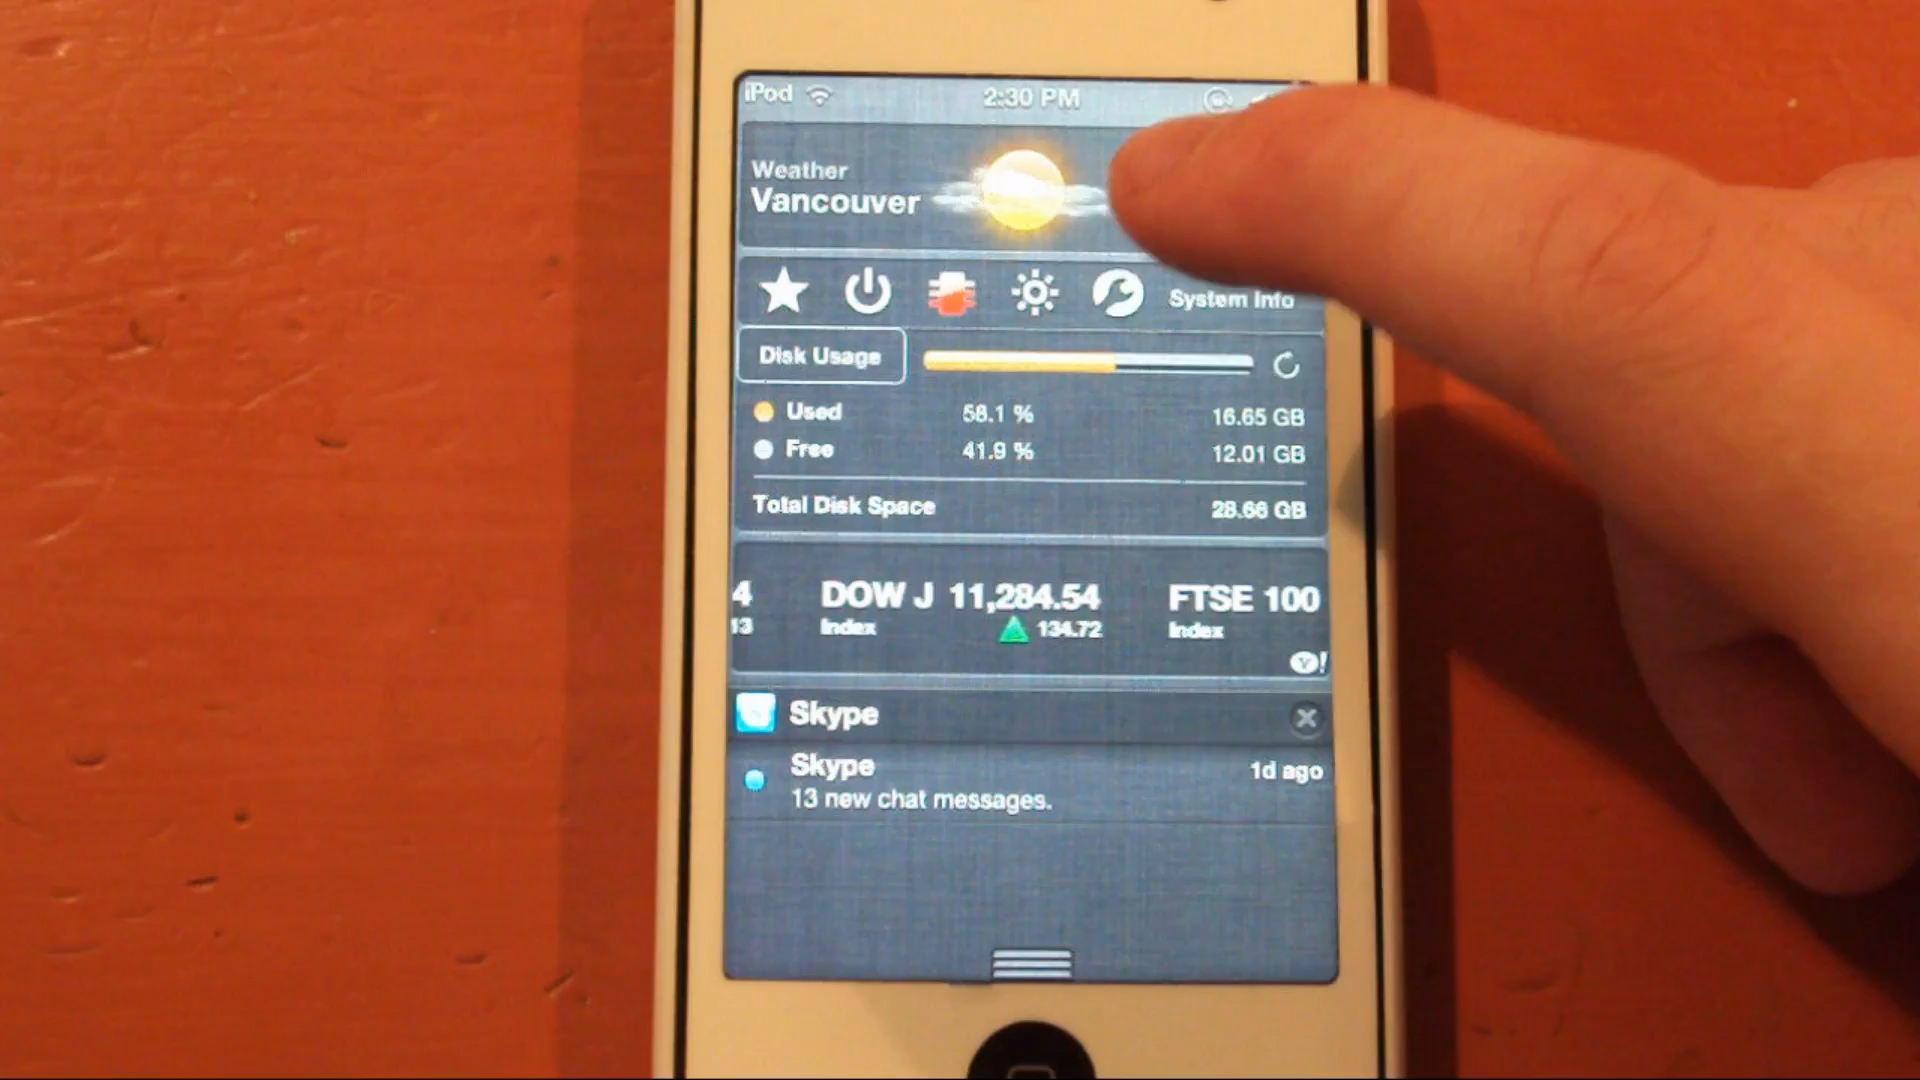 iPod 2:30 PM
Weather
Vancouver
System Info
Disk Usage
Used 58.1 % 16.65 GB
Free 41.9 % 12.01 GB
Total Disk Space 28.66 GB
4 DOW J 11,284.54 FTSE 100
13 Index 134.72 Index
Y!
Skype
Skype 1d ago
13 new chat messages.